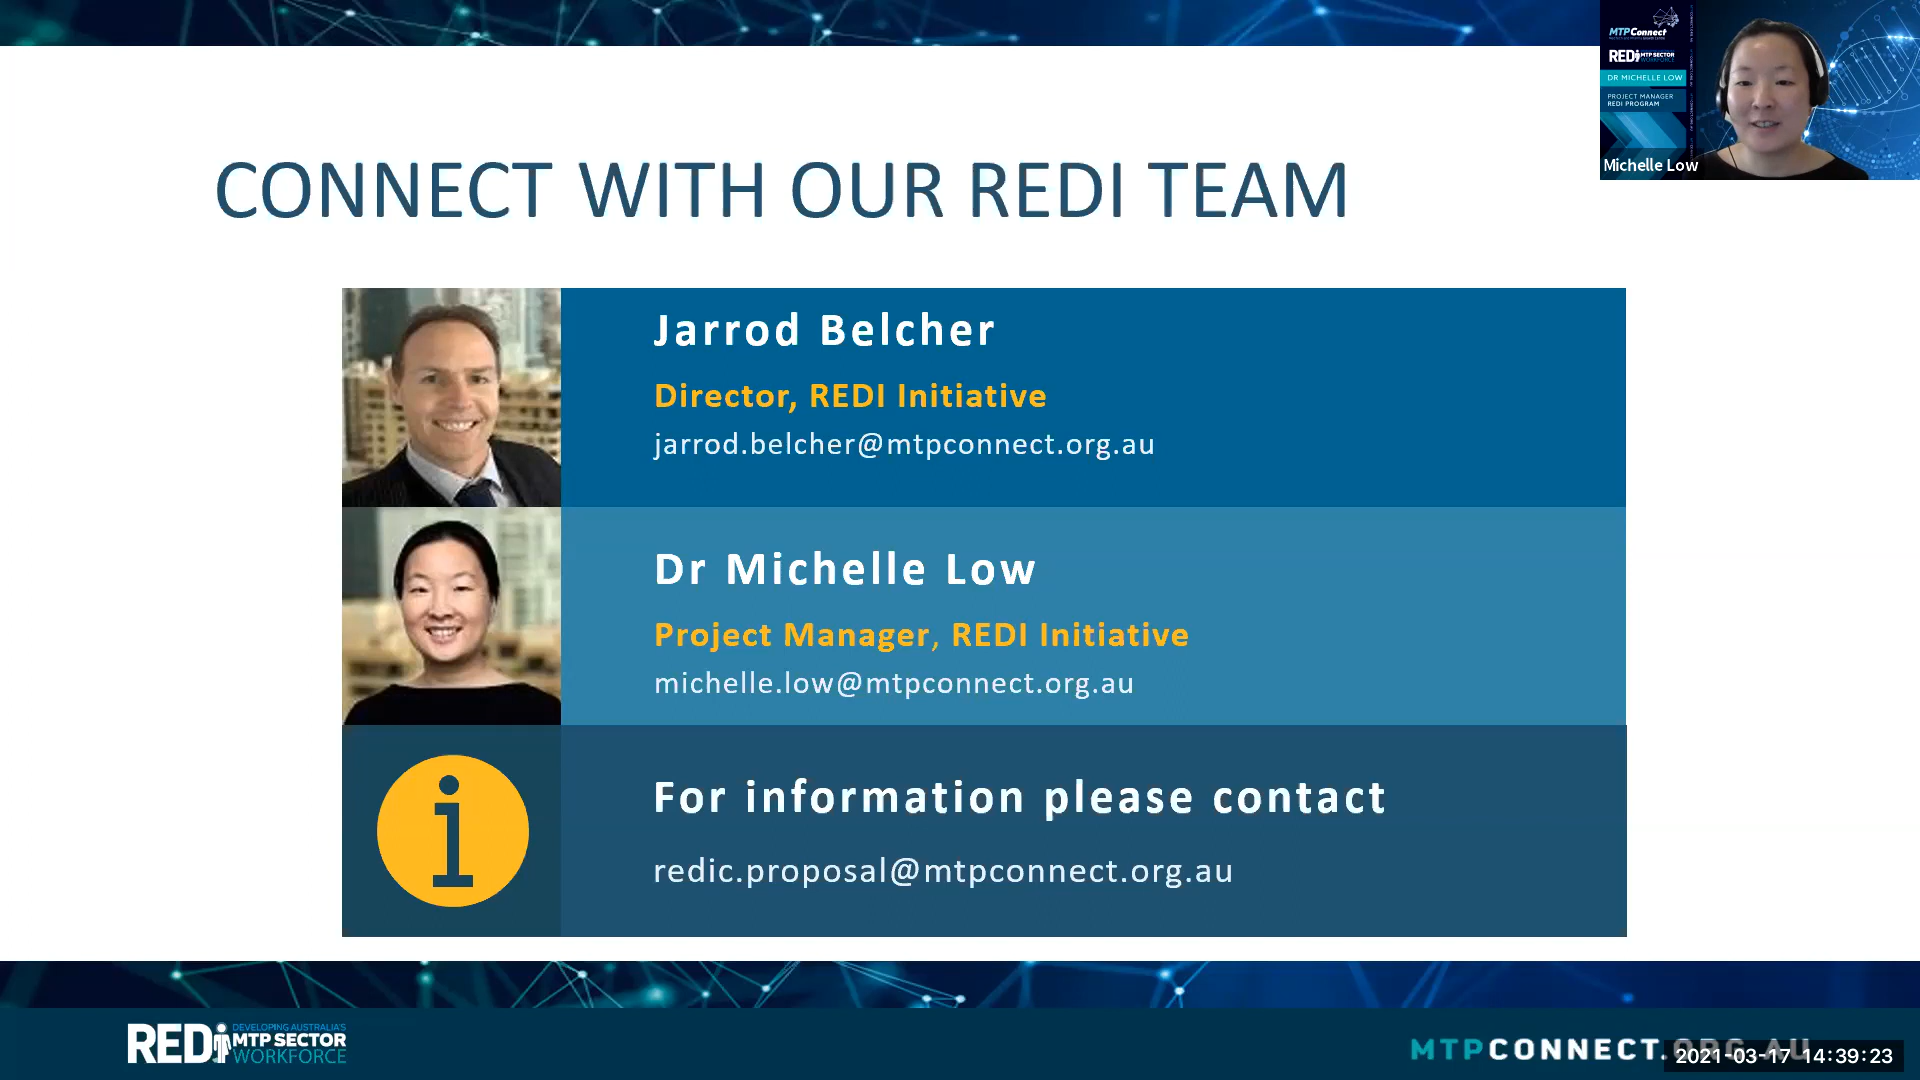 MTPConnect
REDI MTP SECTOR
WORKFORCE
DR MICHELLE LOW
PROJECT MANAGER
REDI PROGRAM
Michelle Low
CONNECT WITH OUR REDI TEAM
Jarrod Belcher
Director, REDI Initiative
jarrod.belcher@mtpconnect.org.au
Dr Michelle Low
Project Manager, REDI Initiative
michelle.low@mtpconnect.org.au
i
For information please contact
redic.proposal@mtpconnect.org.au
REDi DEVELOPING AUSTRALIA'S
MTP SECTOR
WORKFORCE
MTPCONNECT.ORG.AU
2021-03-17 14:39:23